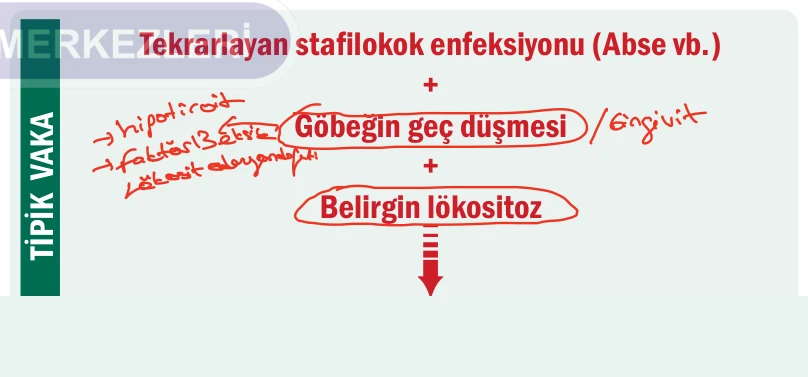 MERKEZLERİ
Tekrarlayan stafilokok enfeksiyonu (Abse vb.)
+
→ hipotiroit
Göbeğin geç düşmesi / Gingivit
→ faktör 13 eksik
Lökosit adezyon defekti
+
Belirgin lökositoz
TİPİK VAKA